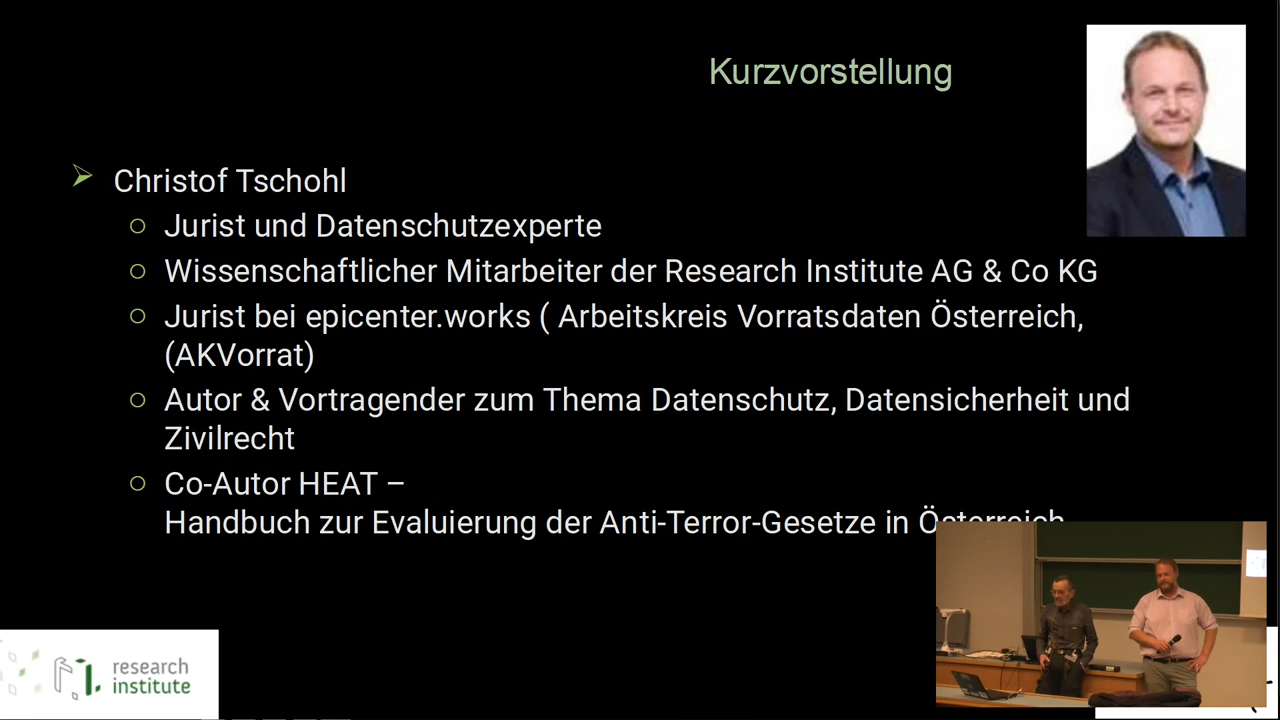 Kurzvorstellung
Christof Tschohl
Jurist und Datenschutzexperte
Wissenschaftlicher Mitarbeiter der Research Institute AG & Co KG
Jurist bei epicenter.works ( Arbeitskreis Vorratsdaten Österreich,
(AKVorrat)
Autor & Vortragender zum Thema Datenschutz, Datensicherheit und
Zivilrecht
Co-Autor HEAT –
Handbuch zur Evaluierung der Anti-Terror-Gesetze in Österreich
research
institute